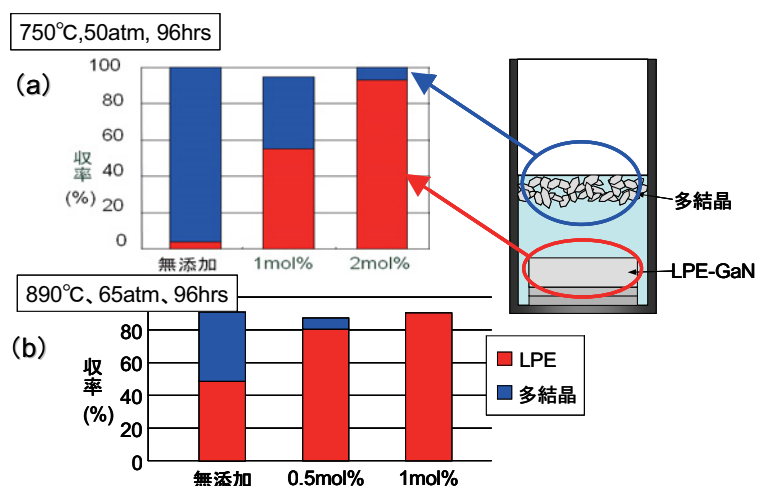 750℃,50atm, 96hrs
(a)
100
80
60
40
20
0
収率
(%)
無添加 1mol% 2mol%
多結晶
LPE-GaN
890℃、65atm、96hrs
(b)
80
60
40
20
0
収率
(%)
無添加 0.5mol% 1mol%
LPE
多結晶